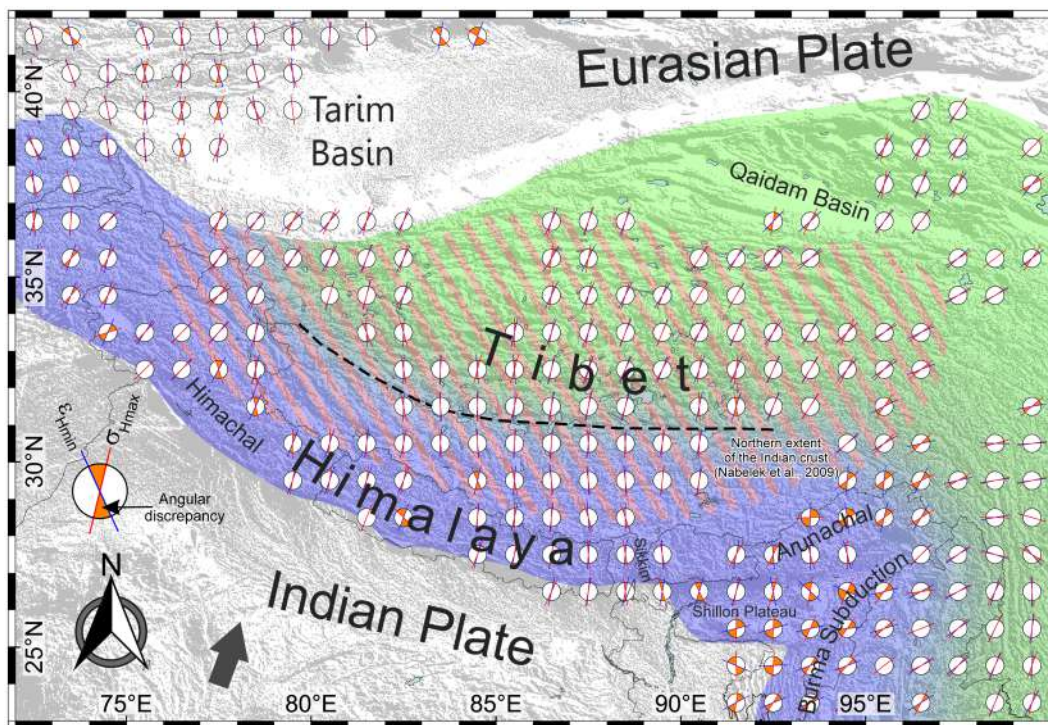 Eurasian Plate
Tarim
Basin
Qaidam Basin
Tibet
Himachal
Himalaya
Northern extent
of the Indian crust
(Nabelek et al., 2009)
εHmin
σHmax
Angular
discrepancy
N
Indian Plate
Sikkim
Arunachal
Shillon Plateau
Burma Subduction
40°N
35°N
30°N
25°N
75°E
80°E
85°E
90°E
95°E